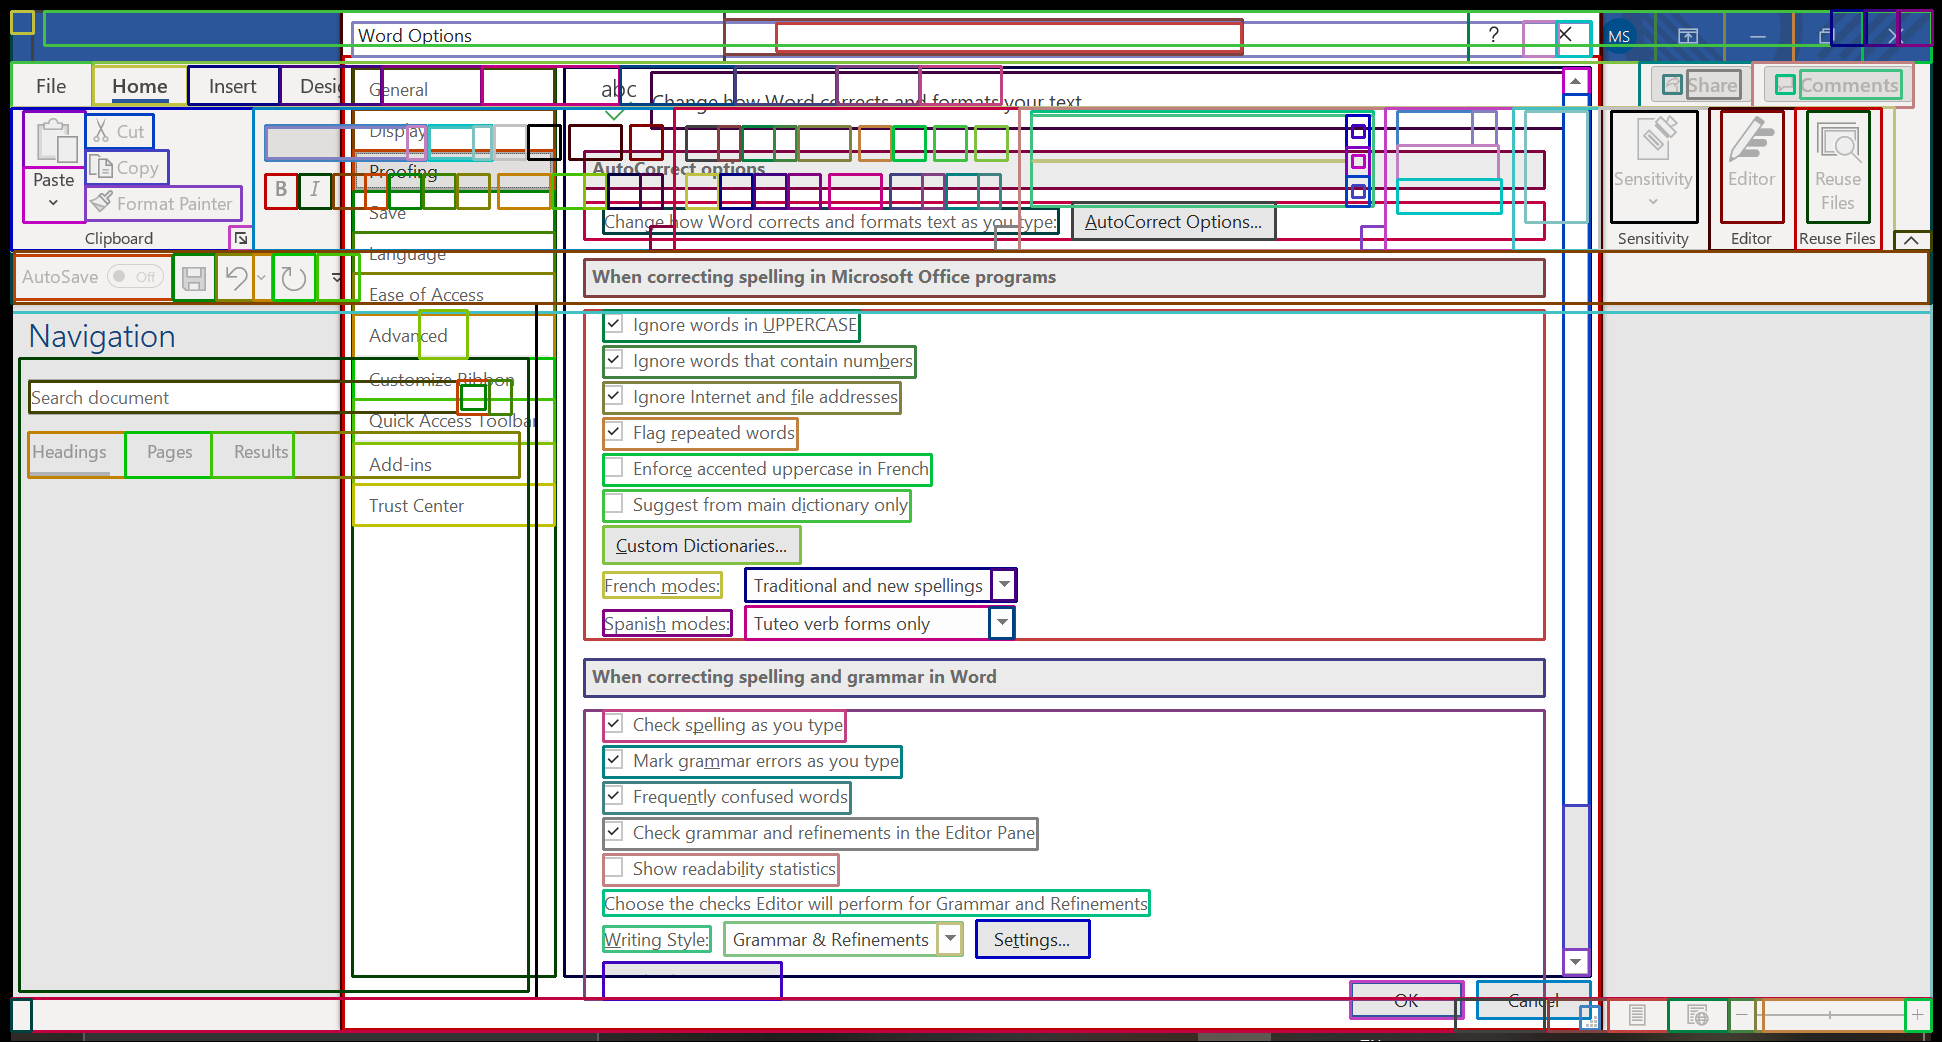 Word Options
?
MS
File
Home
Insert
Share
Comments
Cut
Copy
Format Painter
Paste
Clipboard
B
I
Sensitivity
Sensitivity
Editor
Editor
Reuse
Files
Reuse Files
AutoSave
Off
Navigation
Search document
Headings
Pages
Results
General
Display
Proofing
Save
Language
Ease of Access
Advanced
Customize Ribbon
Quick Access Toolbar
Add-ins
Trust Center
abc
Change how Word corrects and formats your text.
AutoCorrect options
Change how Word corrects and formats text as you type:
AutoCorrect Options...
When correcting spelling in Microsoft Office programs
Ignore words in UPPERCASE
Ignore words that contain numbers
Ignore Internet and file addresses
Flag repeated words
Enforce accented uppercase in French
Suggest from main dictionary only
Custom Dictionaries...
French modes:
Traditional and new spellings
Spanish modes:
Tuteo verb forms only
When correcting spelling and grammar in Word
Check spelling as you type
Mark grammar errors as you type
Frequently confused words
Check grammar and refinements in the Editor Pane
Show readability statistics
Choose the checks Editor will perform for Grammar and Refinements
Writing Style:
Grammar & Refinements
Settings...
OK
Cancel